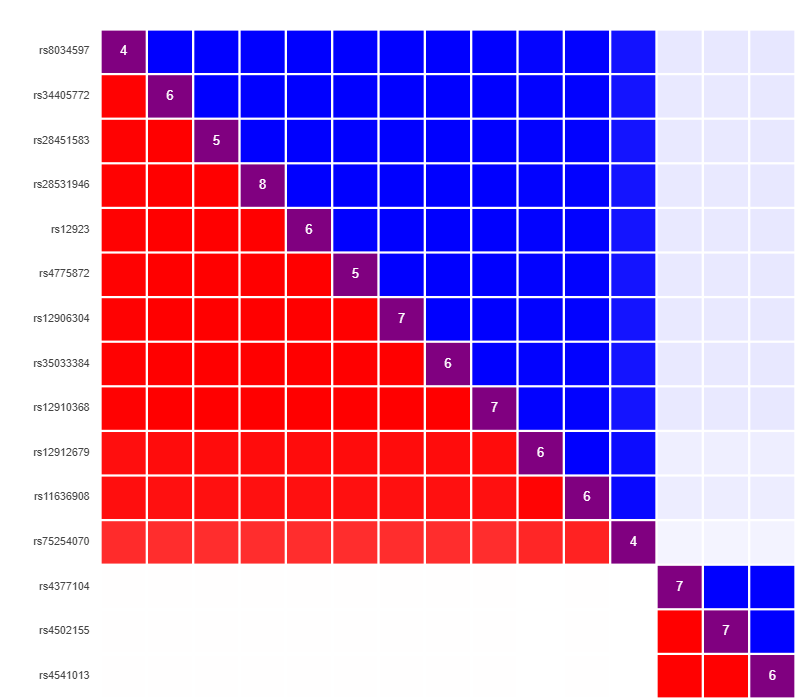 rs8034597 4
rs34405772 6
rs28451583 5
rs28531946 8
rs12923 6
rs4775872 5
rs12906304 7
rs35033384 6
rs12910368 7
rs12912679 6
rs11636908 6
rs75254070 4
rs4377104 7
rs4502155 7
rs4541013 6